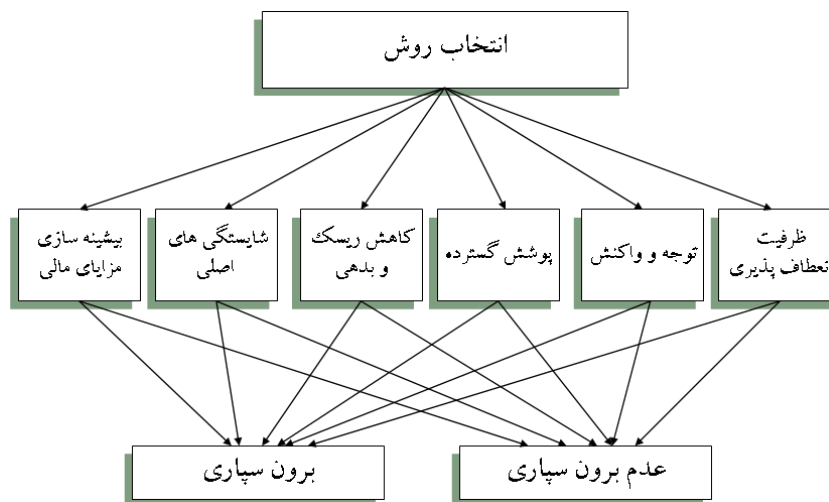 انتخاب روش
ظرفیت
نعطاف پذیری
توجه و واکنش
پوشش گسترده
کاهش ریسک
و بدهی
شایستگی های
اصلی
بیشینه سازی
مزایای مالی
عدم برون سپاری
برون سپاری